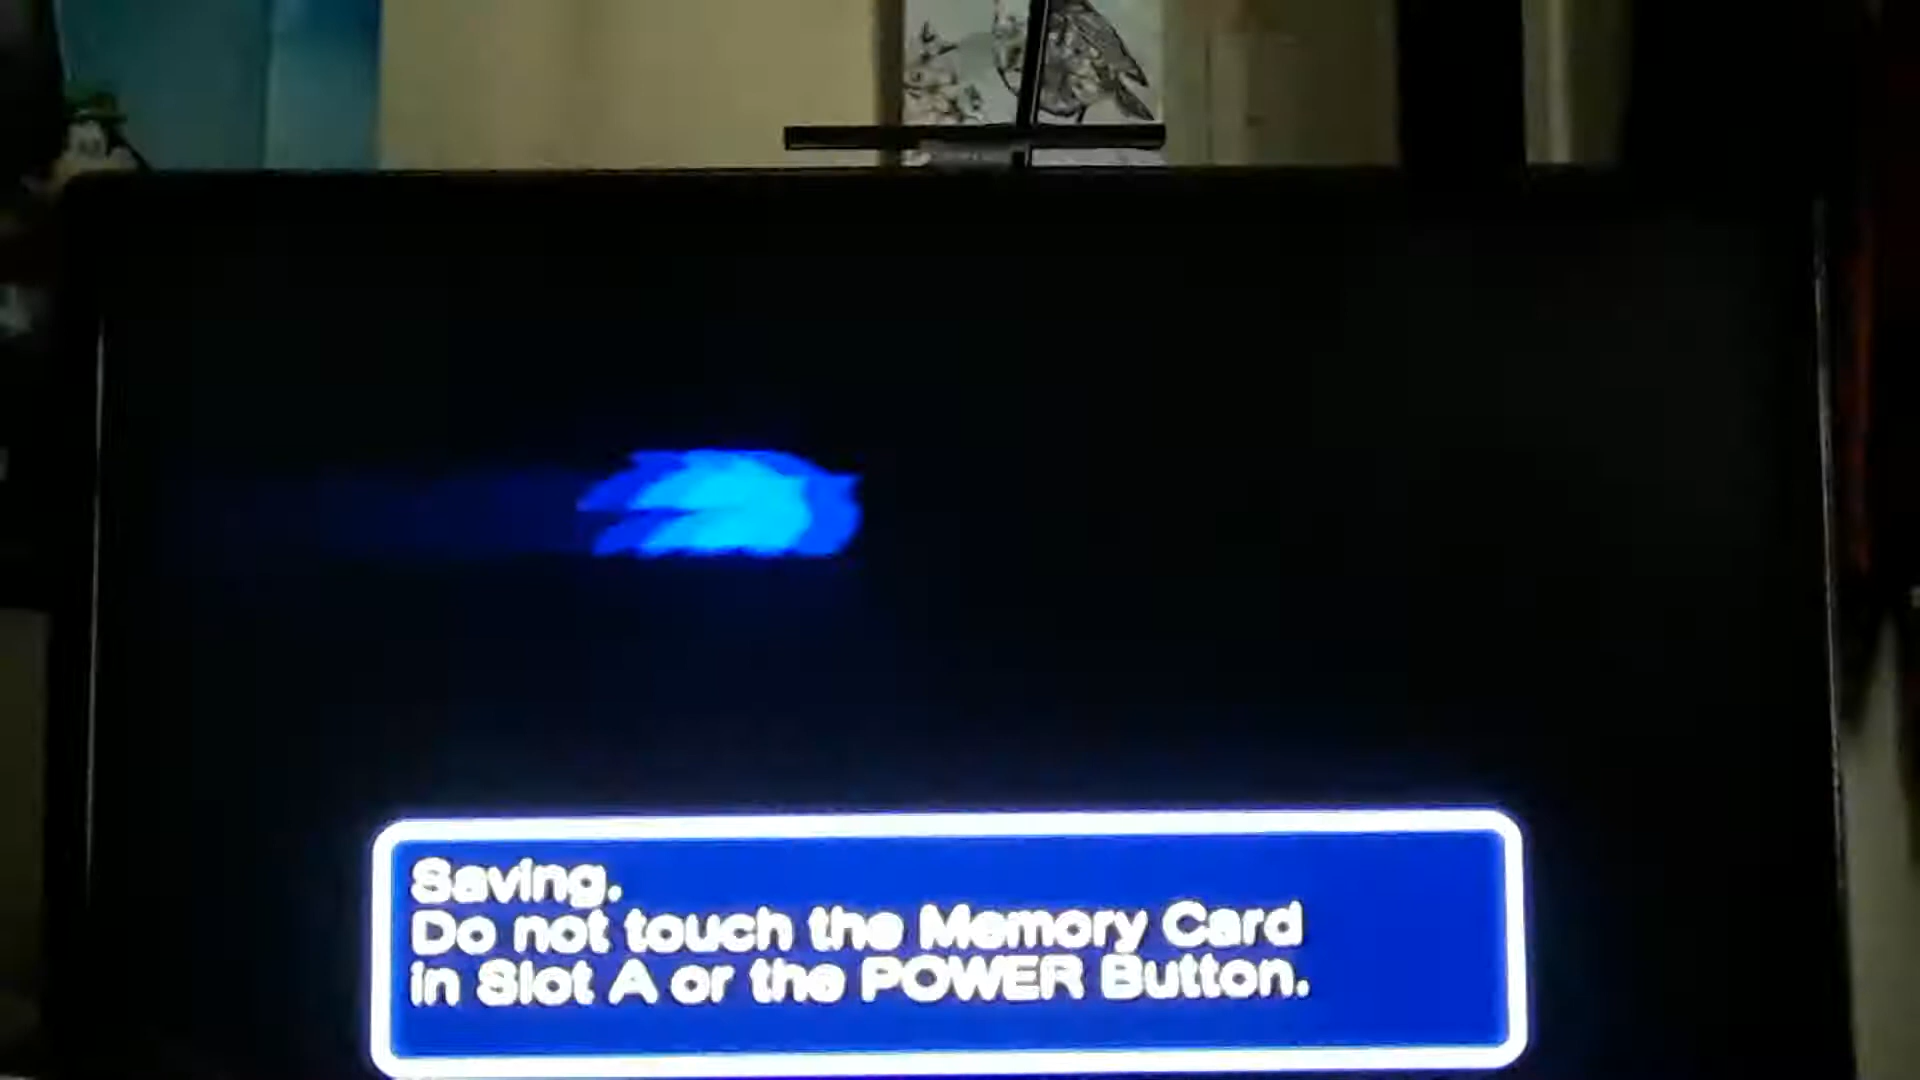 Saving.
Do not touch the Memory Card
in Slot A or the POWER Button.